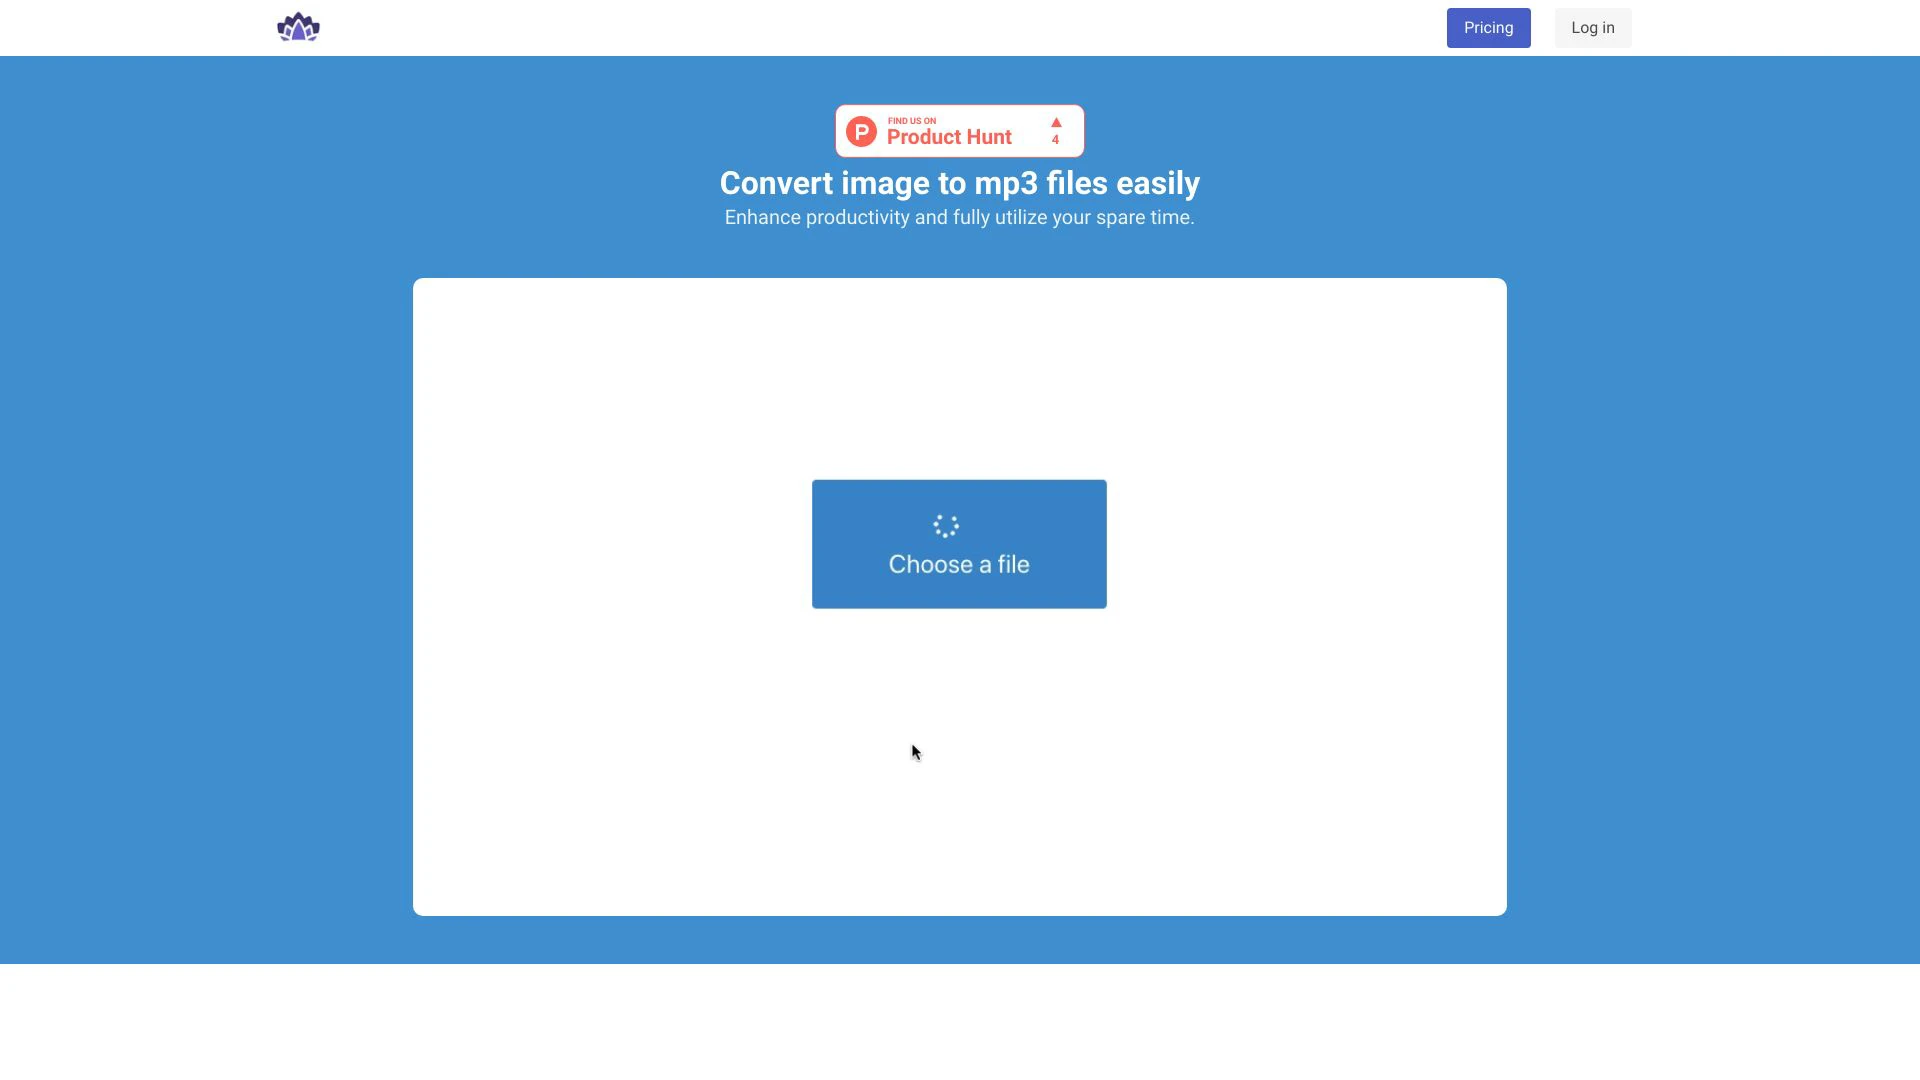 Pricing
Log in
P
FIND US ON
Product Hunt
4
Convert image to mp3 files easily
Enhance productivity and fully utilize your spare time.
Choose a file